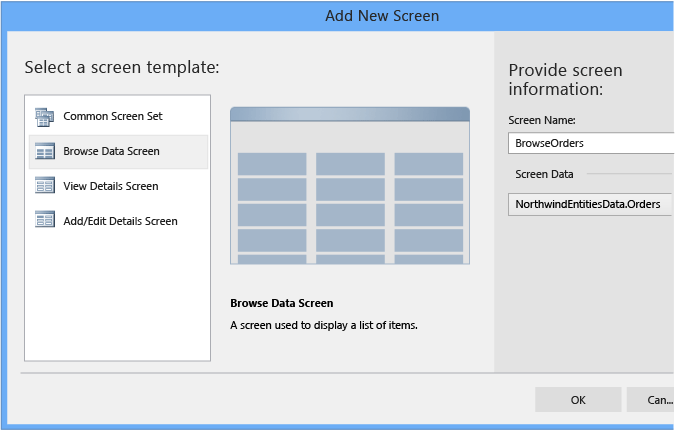 Add New Screen
Select a screen template:
Common Screen Set
Browse Data Screen
View Details Screen
Add/Edit Details Screen
Browse Data Screen
A screen used to display a list of items.
Provide screen
information:
Screen Name:
BrowseOrders
Screen Data
NorthwindEntitiesData.Orders
OK
Can...